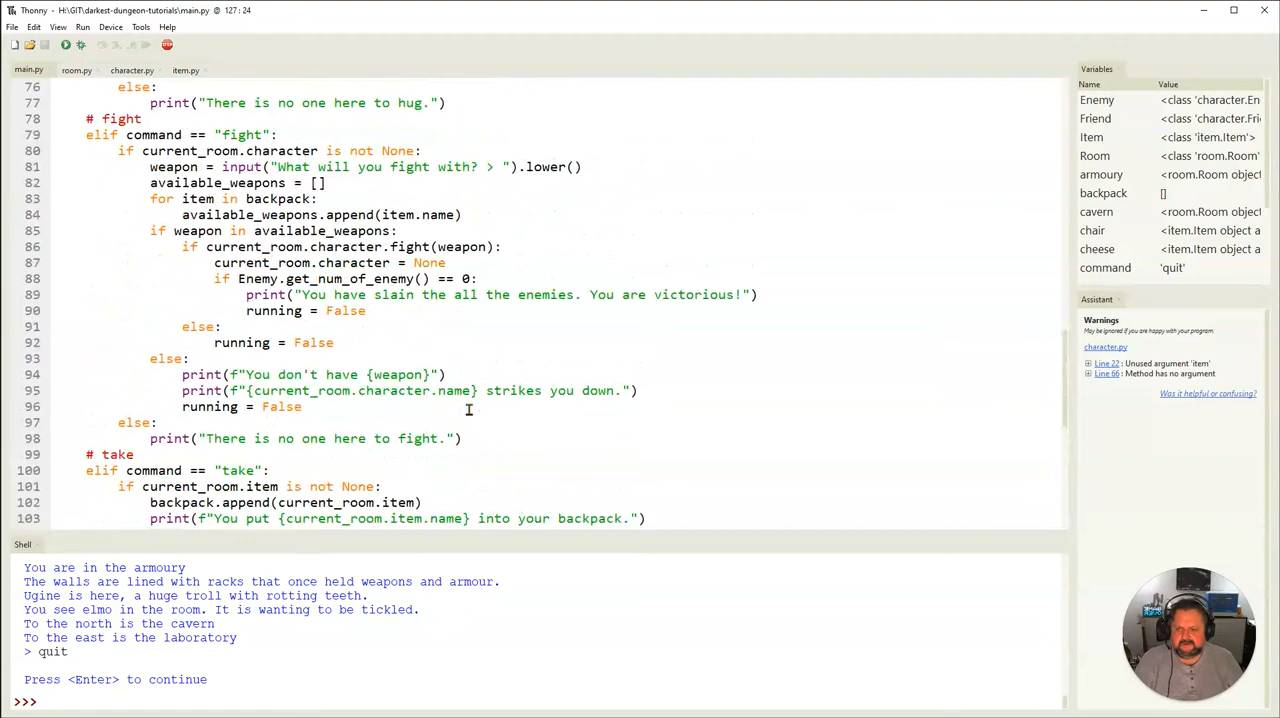 Thonny - H:\GIT\darkest-dungeon-tutorials\main.py @ 127 : 24
File Edit View Run Device Tools Help
main.py room.py character.py item.py
76 else:
77 print("There is no one here to hug.")
78 # fight
79 elif command == "fight":
80 if current_room.character is not None:
81 weapon = input("What will you fight with? > ").lower()
82 available_weapons = []
83 for item in backpack:
84 available_weapons.append(item.name)
85 if weapon in available_weapons:
86 if current_room.character.fight(weapon):
87 current_room.character = None
88 if Enemy.get_num_of_enemy() == 0:
89 print("You have slain the all the enemies. You are victorious!")
90 running = False
91 else:
92 running = False
93 else:
94 print(f"You don't have {weapon}")
95 print(f"{current_room.character.name} strikes you down.")
96 running = False
97 else:
98 print("There is no one here to fight.")
99 # take
100 elif command == "take":
101 if current_room.item is not None:
102 backpack.append(current_room.item)
103 print(f"You put {current_room.item.name} into your backpack.")
Shell
You are in the armoury
The walls are lined with racks that once held weapons and armour.
Ugine is here, a huge troll with rotting teeth.
You see elmo in the room. It is wanting to be tickled.
To the north is the cavern
To the east is the laboratory
> quit
Press <Enter> to continue
>>>
Variables
Name Value
Enemy <class 'character.En
Friend <class 'character.Frie
Item <class 'item.Item'>
Room <class 'room.Room'
armoury <room.Room object
backpack []
cavern <room.Room object
chair <item.Item object a
cheese <item.Item object a
command 'quit'
Assistant
Warnings
May be ignored if you are happy with your program.
character.py
Line 22 : Unused argument 'item'
Line 66 : Method has no argument
Was it helpful or confusing?